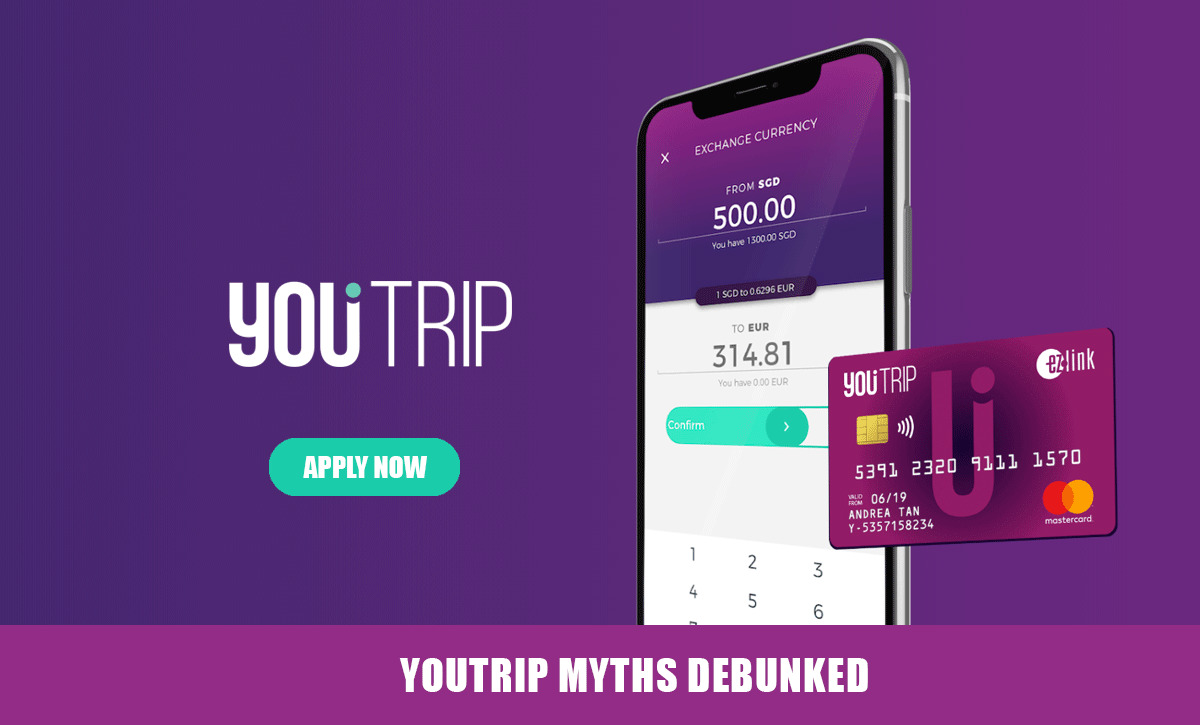 YOUTRIP
APPLY NOW
X
EXCHANGE CURRENCY
FROM SGD
500.00
You have 1300.00 SGD
1 SGD to 0.6296 EUR
TO EUR
314.81
You have 0.00 EUR
Confirm
1 2 3
4 5 6
YOUTRIP
ez-link
5391 2320 9111 1570
VALID
FROM 06/19
ANDREA TAN
Y-5357158234
mastercard.
YOUTRIP MYTHS DEBUNKED